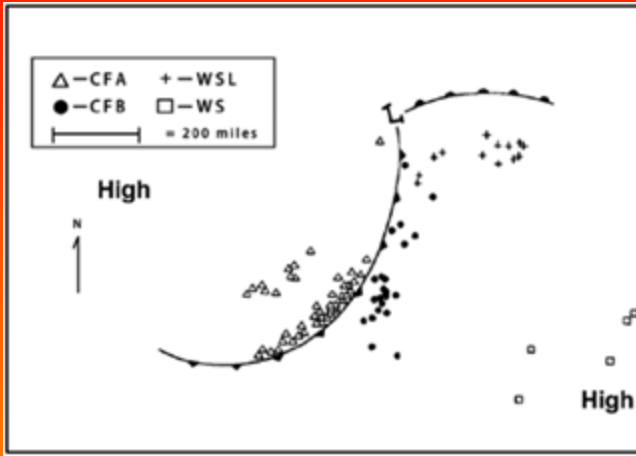 △—CFA +—WSL
●—CFB □—WS
= 200 miles
L
High
N
High